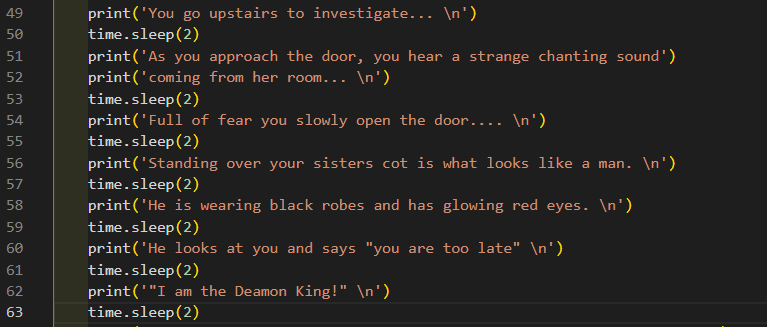 49 print('You go upstairs to investigate... \n')
50 time.sleep(2)
51 print('As you approach the door, you hear a strange chanting sound')
52 print('coming from her room... \n')
53 time.sleep(2)
54 print('Full of fear you slowly open the door.... \n')
55 time.sleep(2)
56 print('Standing over your sisters cot is what looks like a man. \n')
57 time.sleep(2)
58 print('He is wearing black robes and has glowing red eyes. \n')
59 time.sleep(2)
60 print('He looks at you and says "you are too late" \n')
61 time.sleep(2)
62 print('"I am the Deamon King!" \n')
63 time.sleep(2)